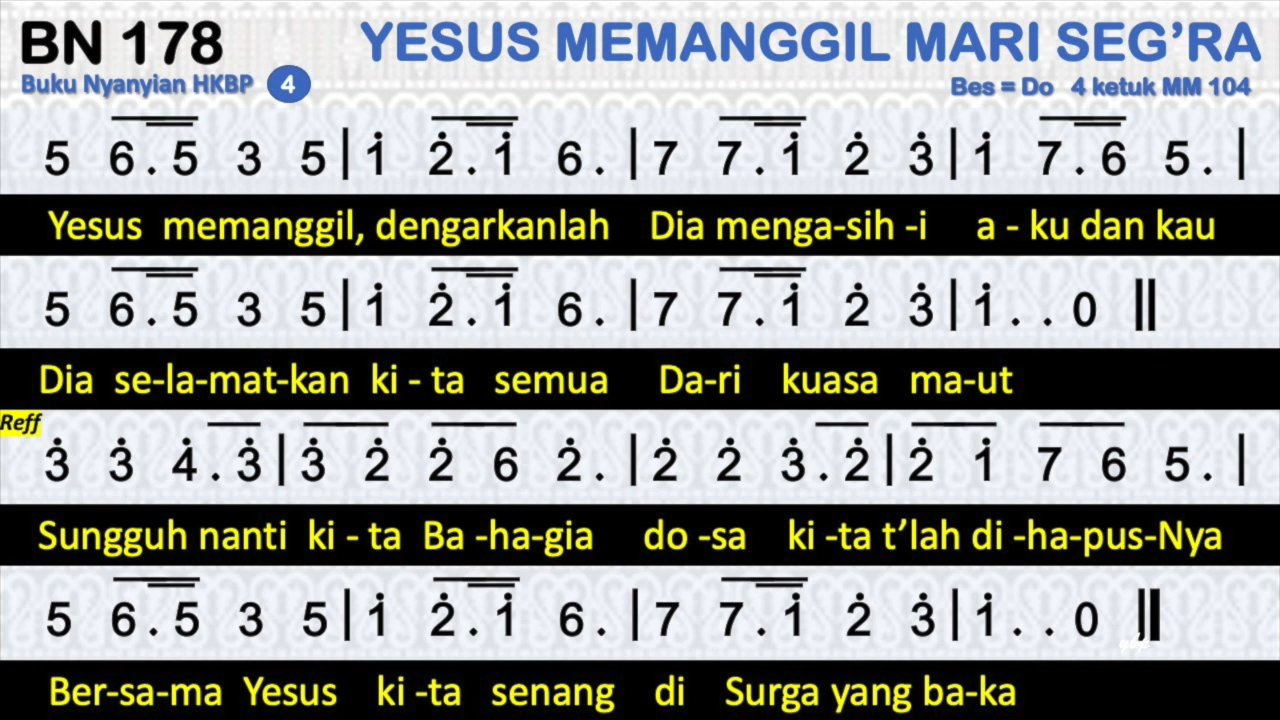 BN 178 YESUS MEMANGGIL MARI SEG’RA
Buku Nyanyian HKBP 4 Bes = Do 4 ketuk MM 104
5 6̇.5 3 5 | 1̇ 2̇.1̇ 6. | 7 7.1̇ 2̇ 3̇ | 1̇ 7.6 5. |
Yesus memanggil, dengarkanlah Dia menga-sih -i a - ku dan kau
5 6.5 3 5 | 1̇ 2̇.1̇ 6. | 7 7.1̇ 2̇ 3̇ | 1̇. . 0 ||
Dia se-la-mat-kan ki - ta semua Da-ri kuasa ma-ut
Reff
3̇ 3̇ 4̇.3̇ | 3̇ 2̇ 2̇ 6 2̇. | 2̇ 2̇ 3̇.2̇ | 2̇ 1̇ 7 6 5. |
Sungguh nanti ki - ta Ba -ha-gia do -sa ki -ta t’lah di -ha-pus-Nya
5 6.5 3 5 | 1̇ 2̇.1̇ 6. | 7 7.1̇ 2̇ 3̇ | 1̇. . 0 ||
Ber-sa-ma Yesus ki -ta senang di Surga yang ba-ka